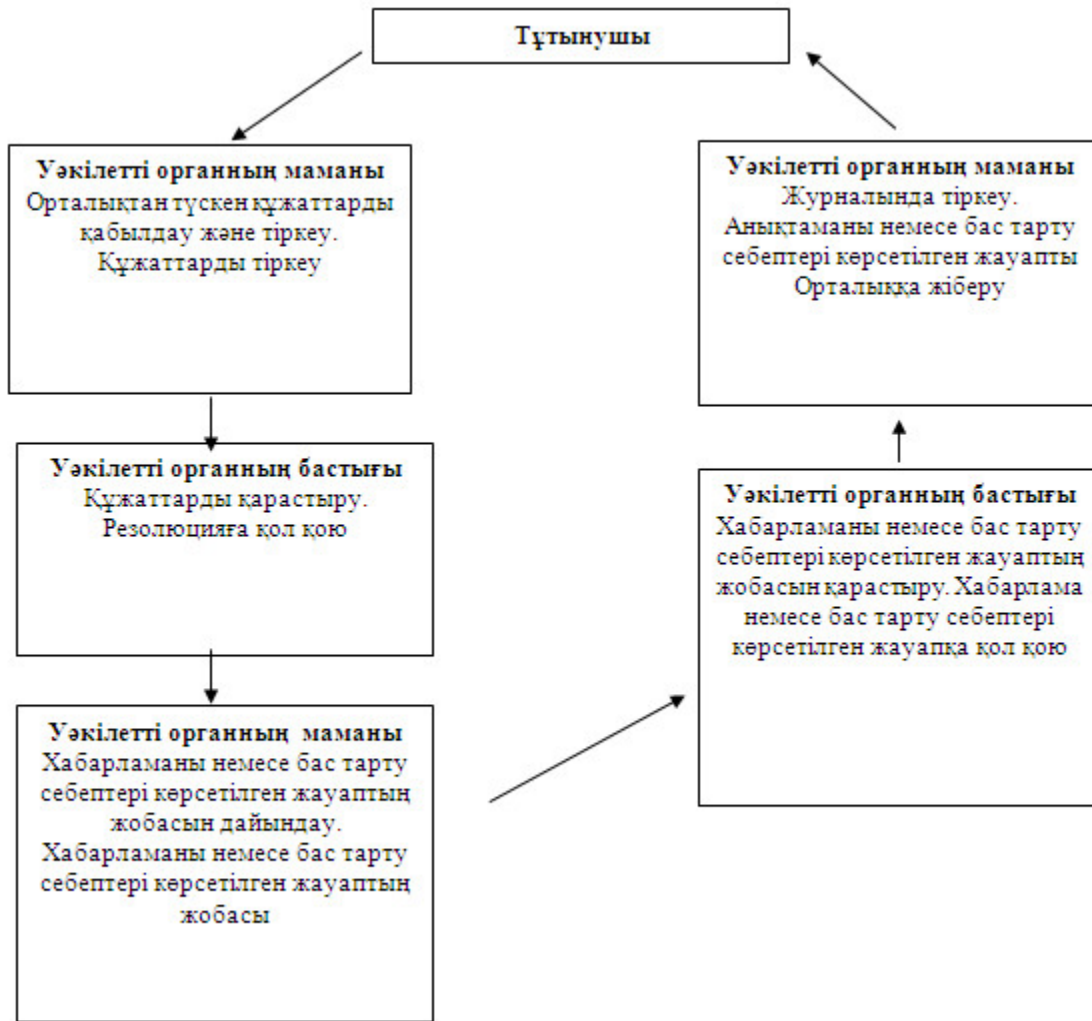 Тұтынушы
Уәкілетті органның маманы
Орталықтан түскен құжаттарды
қабылдау және тіркеу.
Құжаттарды тіркеу
Уәкілетті органның бастығы
Құжаттарды қарастыру.
Резолюцияға қол қою
Уәкілетті органның маманы
Хабарламаны немесе бас тарту
себептері көрсетілген жауаптың
жобасын дайындау.
Хабарламаны немесе бас тарту
себептері көрсетілген жауаптың
жобасы
Уәкілетті органның бастығы
Хабарламаны немесе бас тарту
себептері көрсетілген жауаптың
жобасын қарастыру. Хабарлама
немесе бас тарту себептері
көрсетілген жауапқа қол қою
Уәкілетті органның маманы
Журналында тіркеу.
Анықтаманы немесе бас тарту
себептері көрсетілген жауапты
Орталыққа жіберу